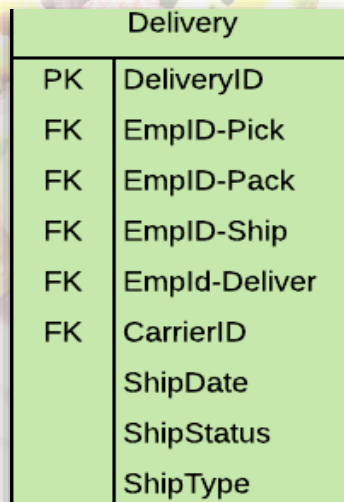 Delivery
PK DeliveryID
FK EmpID-Pick
FK EmpID-Pack
FK EmpID-Ship
FK EmpId-Deliver
FK CarrierID
ShipDate
ShipStatus
ShipType